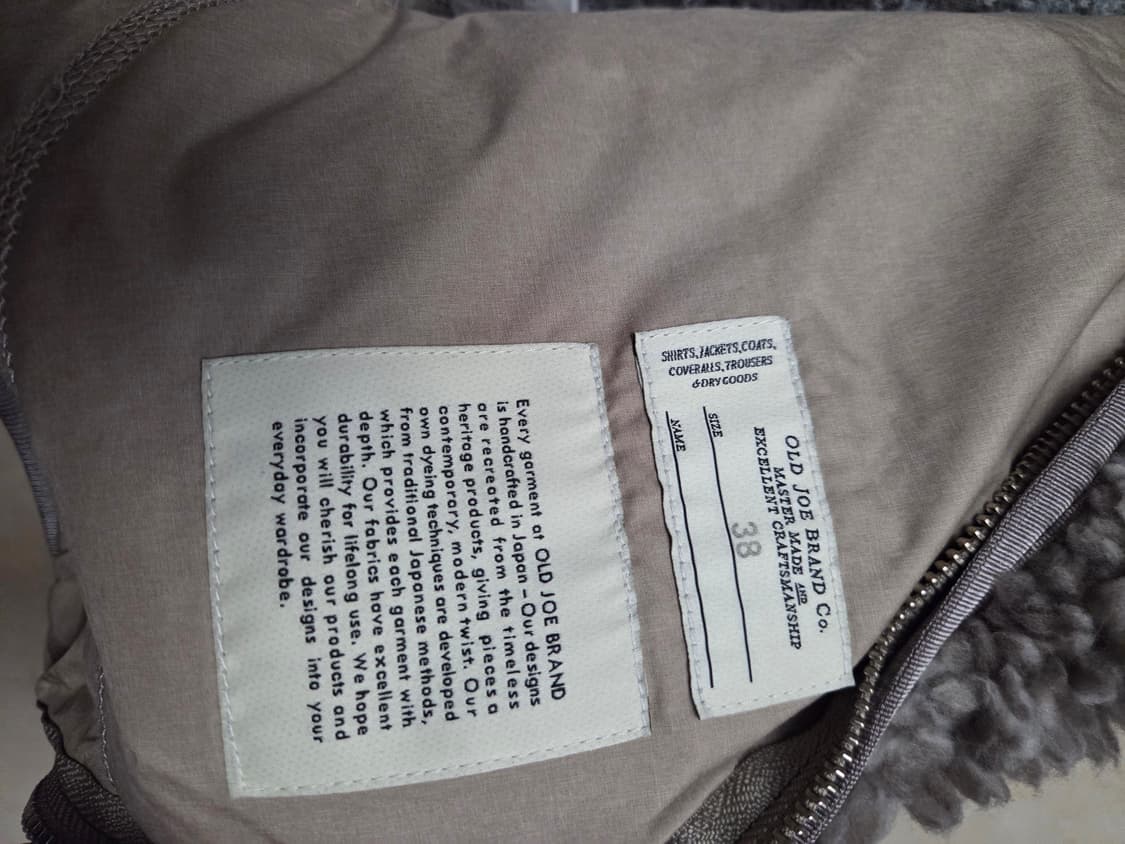 SHIRTS, JACKETS, COATS,
COVERALLS, TROUSERS
& DRY GOODS
OLD JOE BRAND Co.
MASTER MADE AND
EXCELLENT CRAFTSMANSHIP
SIZE 38
NAME
Every garment at OLD JOE BRAND
is handcrafted in Japan – Our designs
are recreated from the timeless
heritage products, giving pieces a
contemporary, modern twist. Our
own dyeing techniques are developed
from traditional Japanese methods,
which provides each garment with
depth. Our fabrics have excellent
durability for lifelong use. We hope
you will cherish our products and
incorporate our designs into your
everyday wardrobe.